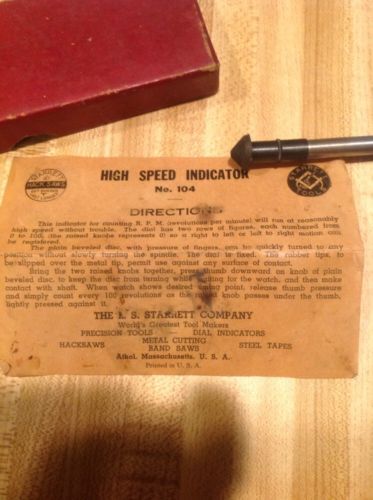 STARRETT
HACK SAWS
HIGH SPEED INDICATOR
No. 104
STARRETT
TOOLS
DIRECTIONS
This indicator for counting R. P. M. (revolutions per minute) will run at reasonably
high speed without trouble. The dial has two rows of figures, each numbered from
0 to 100, (the raised knobs represents 0) so a right to left or left to right motion can
be registered.
The plain beveled disc, with pressure of fingers, can be quickly turned to any
position without slowly turning the spindle. The dial is fixed. The rubber tips, to
be slipped over the metal tip, permit use against any surface of contact.
Bring the two raised knobs together, press thumb downward on knob of plain
beveled disc, to keep the disc from turning while waiting for the watch, and then make
contact with shaft. When watch shows desired starting point, release thumb pressure
and simply count every 100 revolutions as the knob passes under the thumb,
lightly pressed against it.
THE L. S. STARRETT COMPANY
World's Greatest Tool Makers
PRECISION TOOLS — DIAL INDICATORS
METAL CUTTING
HACKSAWS BAND SAWS STEEL TAPES
Athol, Massachusetts, U. S. A.
Printed in U. S. A.